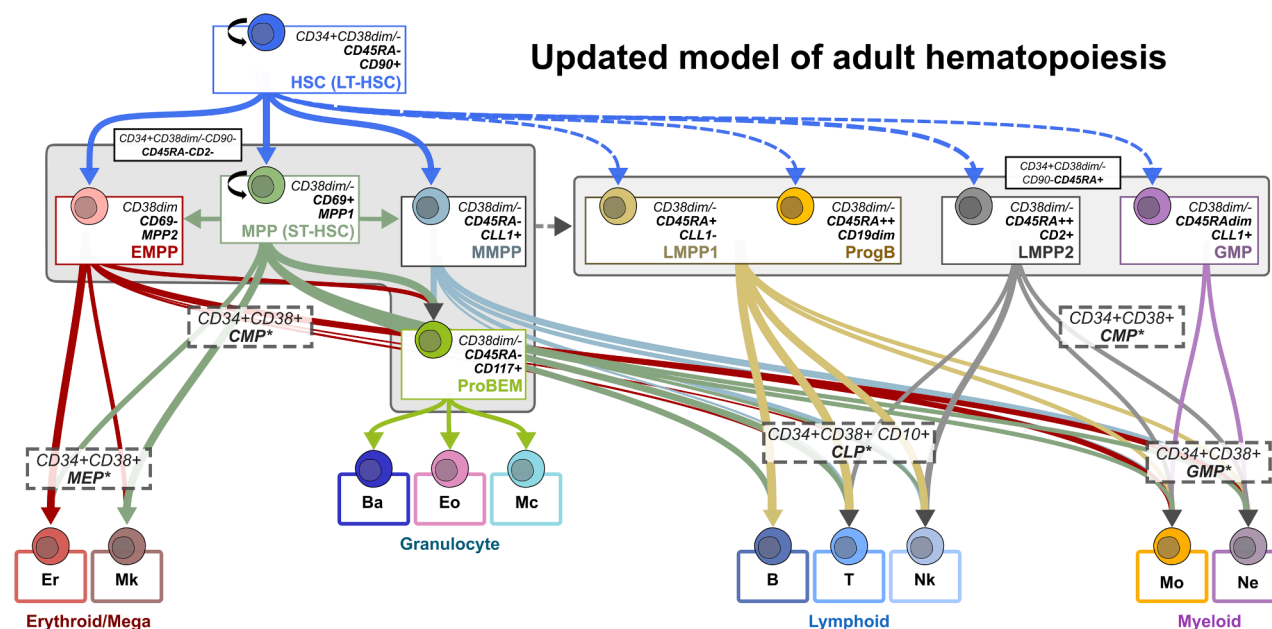 Updated model of adult hematopoiesis
CD34+CD38dim/-
CD45RA-
CD90+
HSC (LT-HSC)
CD34+CD38dim/-CD90-
CD45RA-CD2-
CD34+CD38dim/-
CD90-CD45RA+
CD38dim
CD69-
MPP2
EMPP
CD38dim/-
CD69+
MPP1
MPP (ST-HSC)
CD38dim/-
CD45RA-
CLL1+
MMPP
CD38dim/-
CD45RA+
CLL1-
LMPP1
CD38dim/-
CD45RA++
CD19dim
ProgB
CD38dim/-
CD45RA++
CD2+
LMPP2
CD38dim/-
CD45RAdim
CLL1+
GMP
CD34+CD38+
CMP*
CD34+CD38+
CMP*
CD38dim/-
CD45RA-
CD117+
ProBEM
CD34+CD38+
MEP*
CD34+CD38+ CD10+
CLP*
CD34+CD38+
GMP*
Ba
Eo
Mc
Granulocyte
Er
Mk
Erythroid/Mega
B
T
Nk
Lymphoid
Mo
Ne
Myeloid